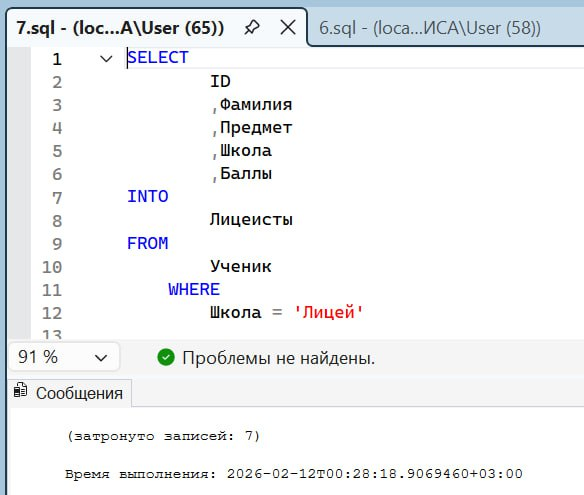 7.sql - (loc...A\User (65))
6.sql - (loca...ИСА\User (58))
1 SELECT
2 ID
3 ,Фамилия
4 ,Предмет
5 ,Школа
6 ,Баллы
7 INTO
8 Лицеисты
9 FROM
10 Ученик
11 WHERE
12 Школа = 'Лицей'
13
91 %
Проблемы не найдены.
Сообщения
(затронуто записей: 7)
Время выполнения: 2026-02-12T00:28:18.9069460+03:00